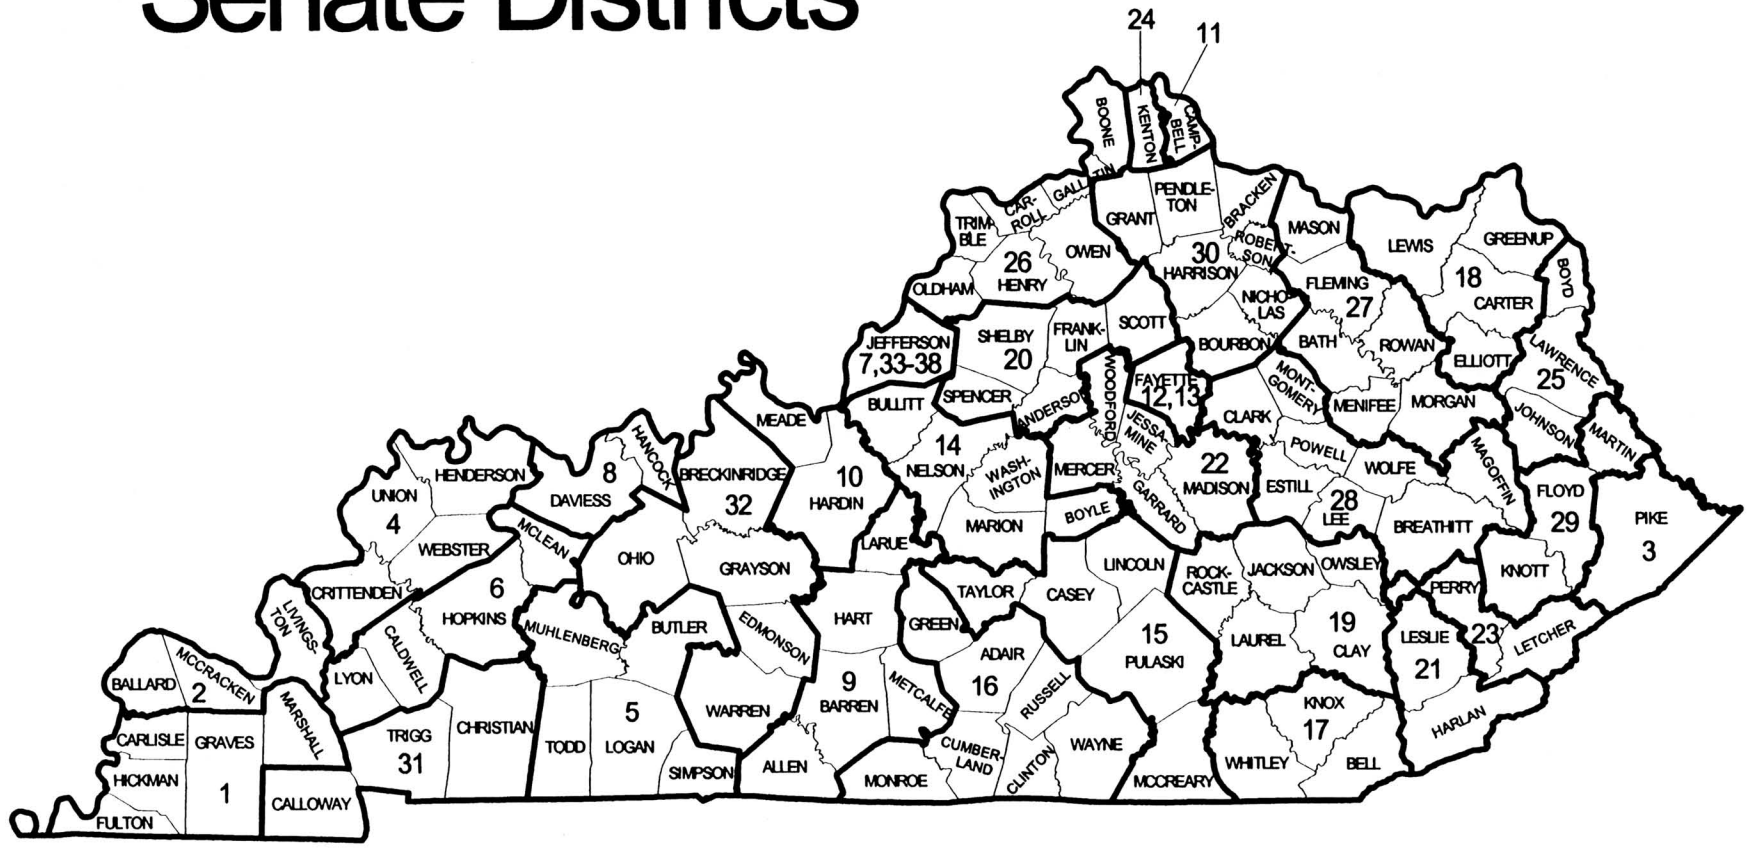 Senate Districts
24
11
BOONE
KENTON
CAMP-
BELL
GALLATIN
CAR-
ROLL
TRIM-
BLE
GRANT
PENDLE-
TON
BRACKEN
MASON
LEWIS
GREENUP
BOYD
OWEN
ROBERT-
SON
26
HENRY
30
HARRISON
18
CARTER
OLDHAM
NICHO-
LAS
FLEMING
27
JEFFERSON
7,33-38
SHELBY
20
FRANK-
LIN
SCOTT
BOURBON
BATH
ROWAN
ELLIOTT
LAWRENCE
25
BULLITT
SPENCER
ANDERSON
WOODFORD
FAYETTE
12,13
JESSA-
MINE
CLARK
MONT-
GOMERY
MENIFEE
MORGAN
JOHNSON
MARTIN
MEADE
HANCOCK
BRECKINRIDGE
32
10
HARDIN
14
NELSON
WASH-
INGTON
MERCER
22
MADISON
POWELL
WOLFE
MAGOFFIN
FLOYD
29
PIKE
3
HENDERSON
UNION
4
8
DAVIESS
ESTILL
28
LEE
BREATHITT
GARRARD
BOYLE
MARION
LARUE
WEBSTER
MCLEAN
OHIO
GRAYSON
LINCOLN
ROCK-
CASTLE
JACKSON
OWSLEY
PERRY
KNOTT
CRITTENDEN
6
HOPKINS
LIVINGS-
TON
CALDWELL
LYON
MUHLENBERG
BUTLER
EDMONSON
HART
GREEN
TAYLOR
CASEY
15
PULASKI
LAUREL
19
CLAY
LESLIE
21
23
LETCHER
HARLAN
BALLARD
MCCRACKEN
2
MARSHALL
TRIGG
31
CHRISTIAN
TODD
5
LOGAN
SIMPSON
WARREN
ALLEN
9
BARREN
METCALFE
MONROE
ADAIR
16
RUSSELL
CUMBER-
LAND
CLINTON
WAYNE
MCCREARY
WHITLEY
KNOX
17
BELL
CARLISLE
GRAVES
HICKMAN
1
FULTON
CALLOWAY